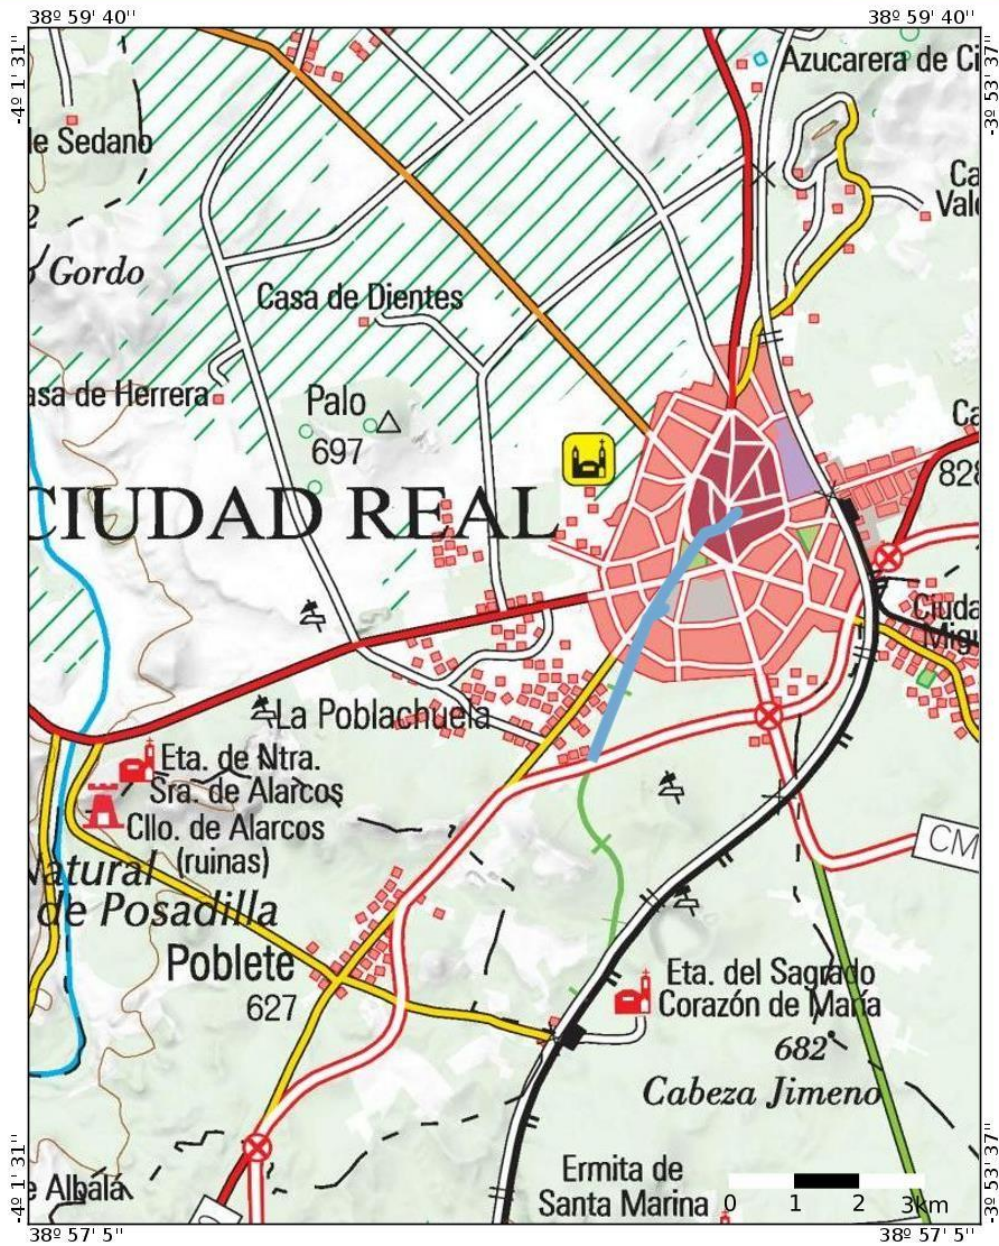 38º 59' 40''
38º 59' 40''
-4º 1' 31''
-3º 53' 37''
Azucarera de Ci
de Sedano
Ca
Vald
Gordo
Casa de Dientes
asa de Herrera
Palo
697
Ca
828
CIUDAD REAL
Ciuda
Migu
La Poblachuela
Eta. de Ntra.
Sra. de Alarcos
Cllo. de Alarcos
(ruinas)
CM
Natural
de Posadilla
Poblete
627
Eta. del Sagrado
Corazón de María
682
Cabeza Jimeno
Ermita de
Santa Marina
e Albalá
0 1 2 3km
-4º 1' 31''
-3º 53' 37''
38º 57' 5''
38º 57' 5''